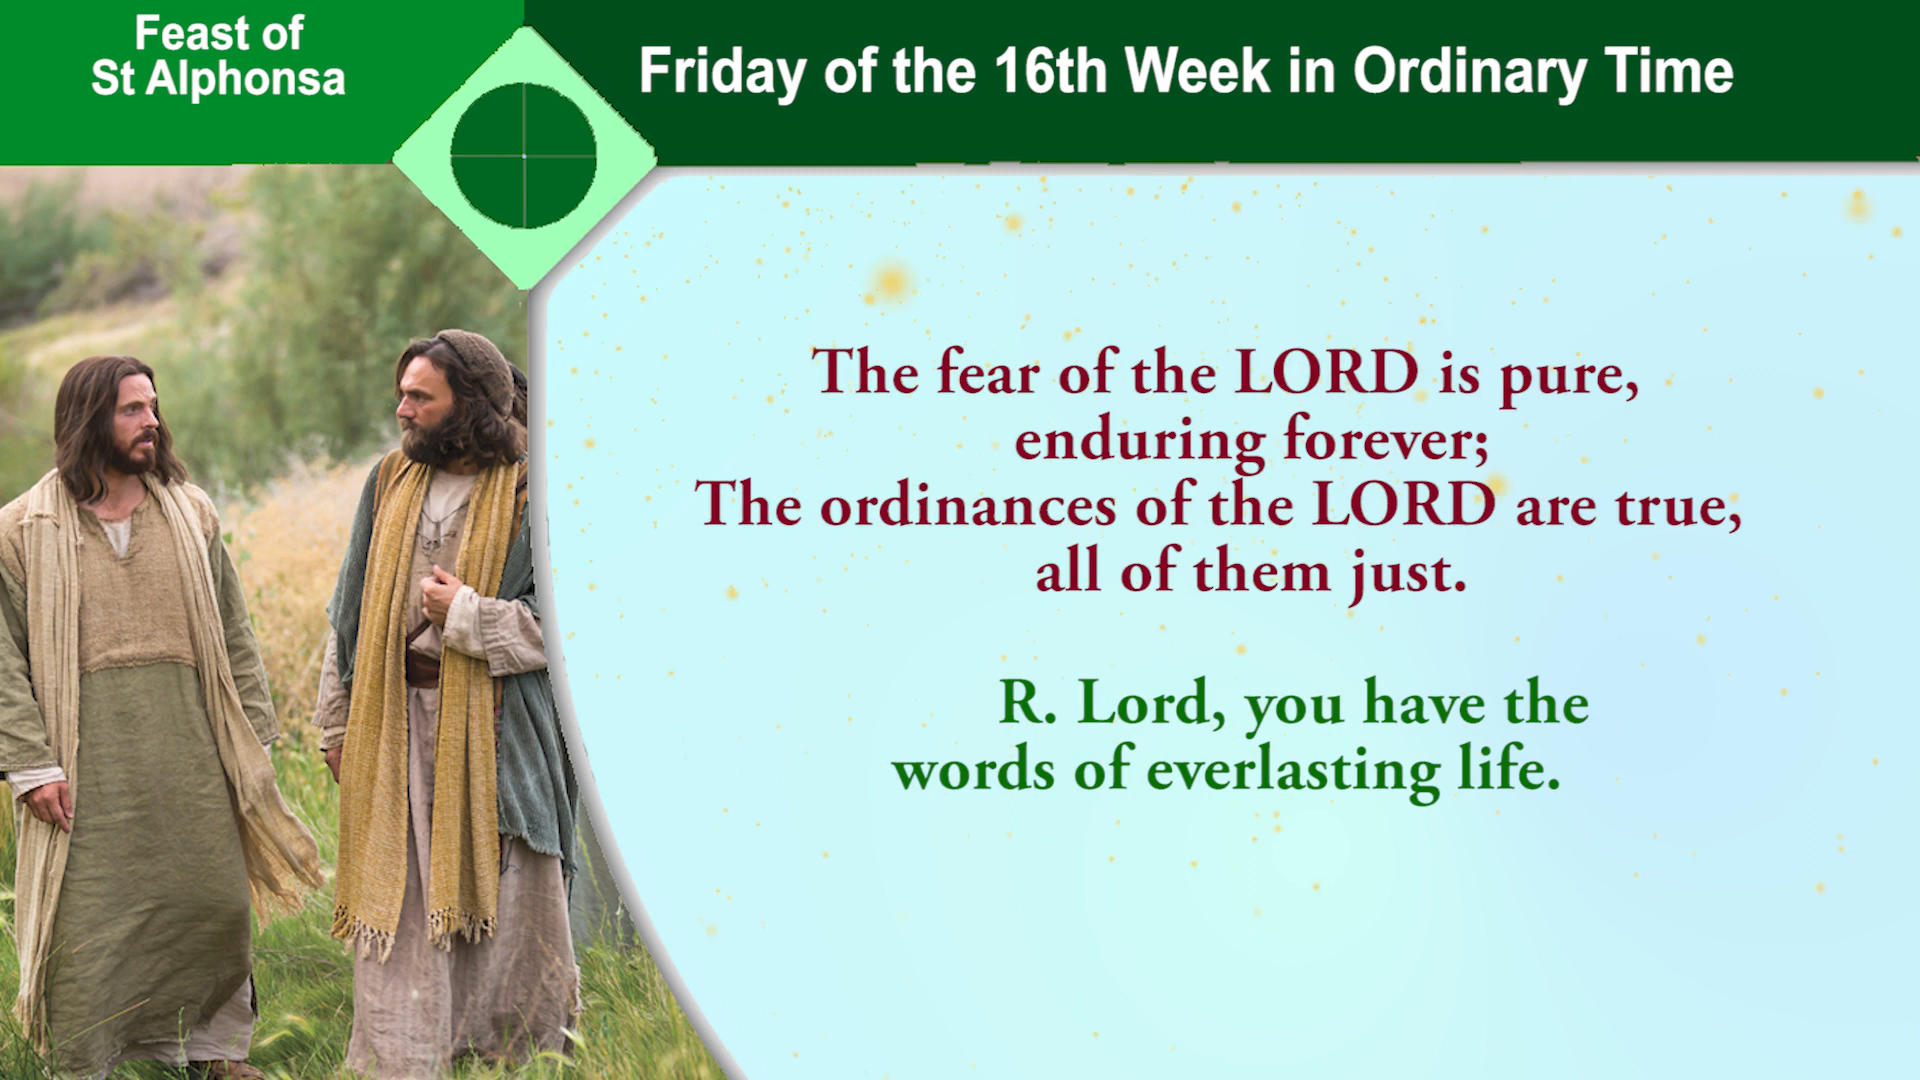 Feast of
St Alphonsa
Friday of the 16th Week in Ordinary Time
The fear of the LORD is pure,
enduring forever;
The ordinances of the LORD are true,
all of them just.
R. Lord, you have the
words of everlasting life.